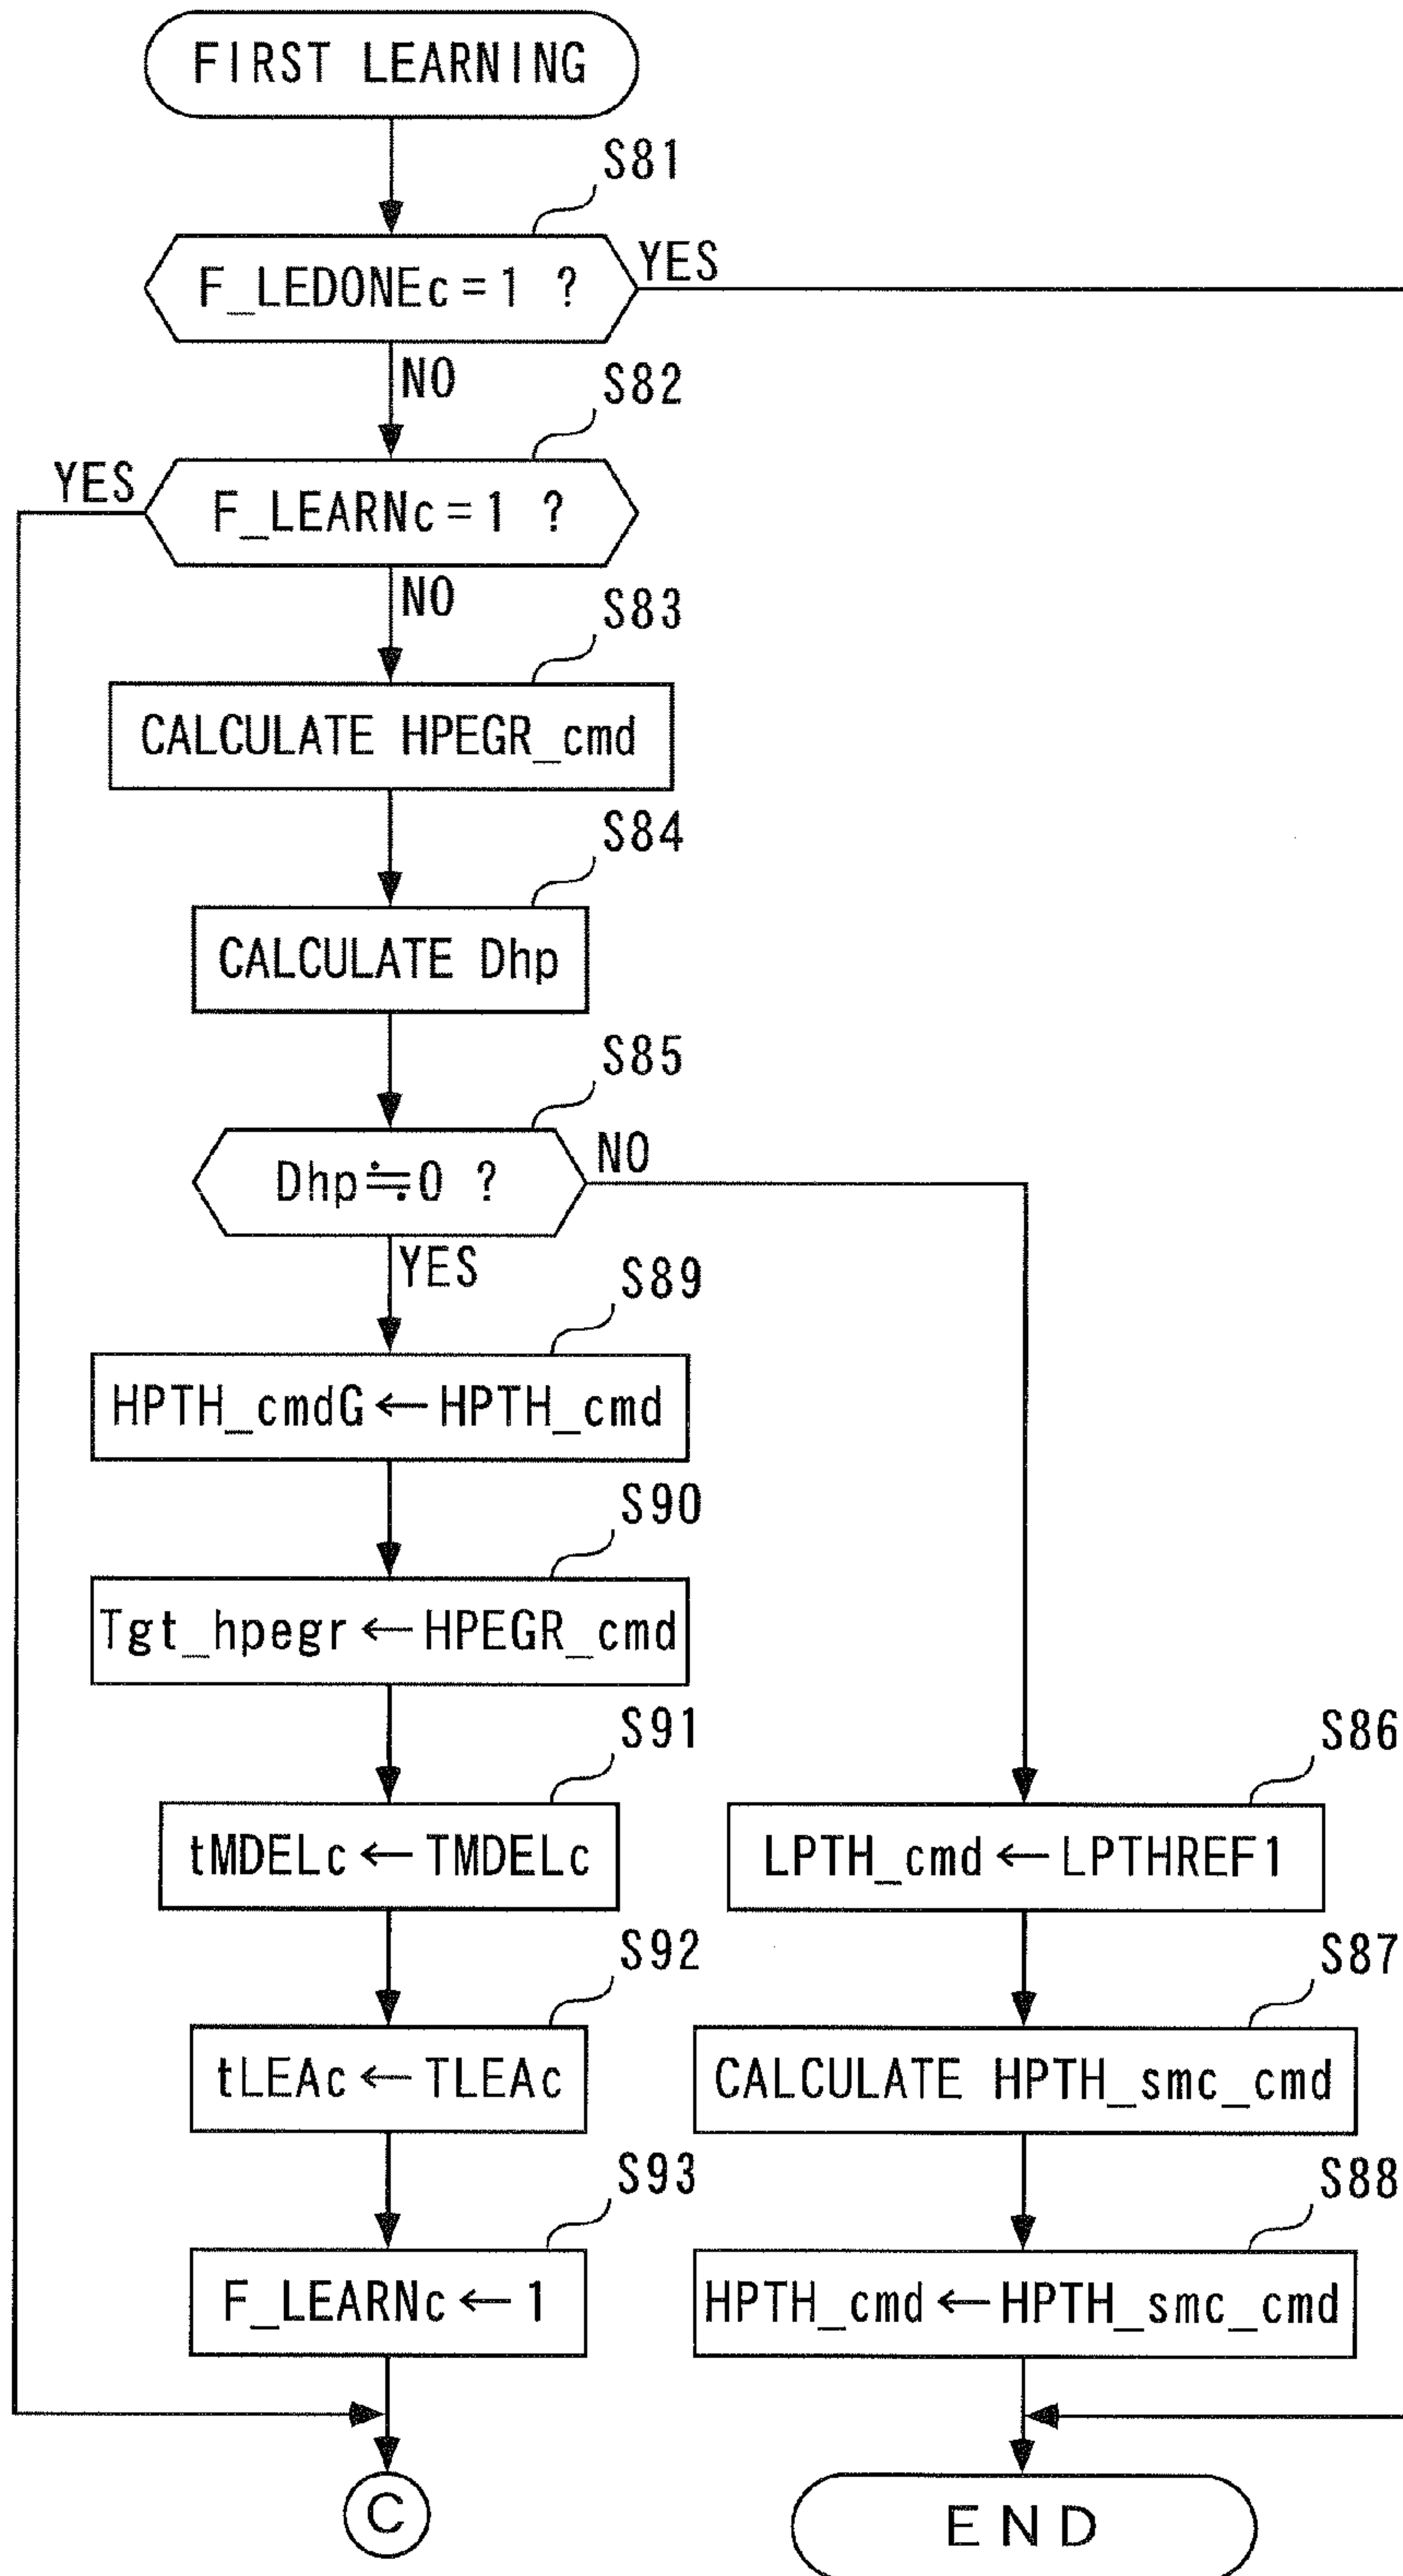 FIRST LEARNING
S81
F_LEDONEc=1 ?
YES
NO
S82
YES
F_LEARNc=1 ?
NO
S83
CALCULATE HPEGR_cmd
S84
CALCULATE Dhp
S85
Dhp≒0 ?
NO
YES
S89
HPTH_cmdG←HPTH_cmd
S90
Tgt_hpegr←HPEGR_cmd
S91
tMDELc←TMDELc
S86
LPTH_cmd←LPTHREF1
S92
tLEAc←TLEAc
S87
CALCULATE HPTH_smc_cmd
S93
F_LEARNc←1
S88
HPTH_cmd←HPTH_smc_cmd
C
END